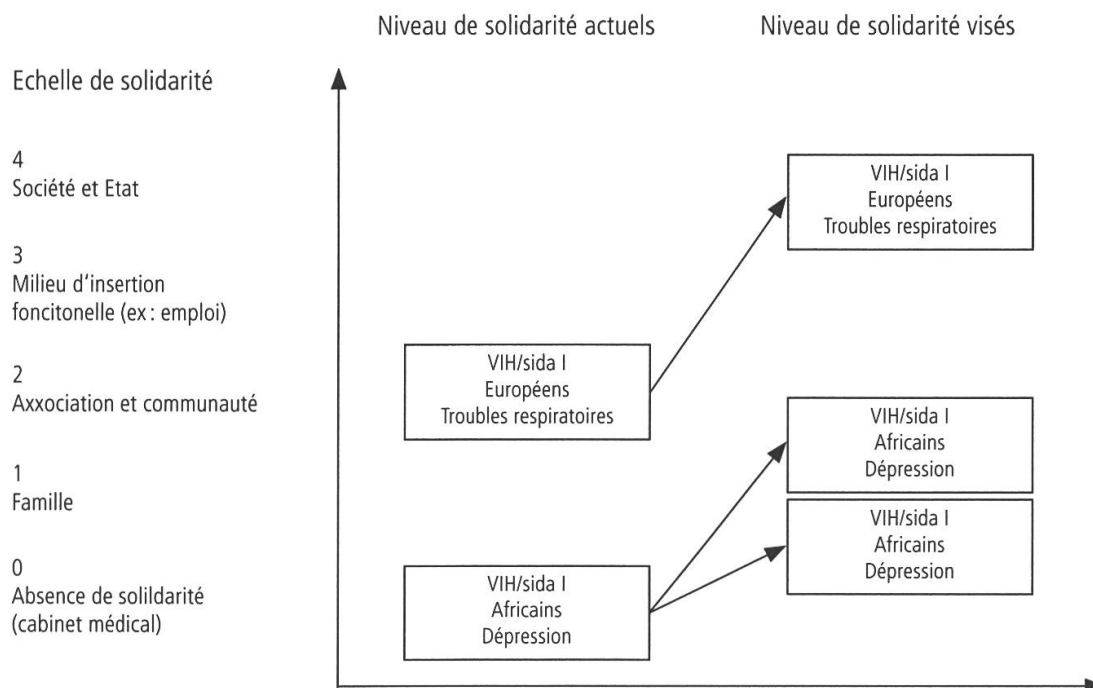 Niveau de solidarité actuels
Niveau de solidarité visés
Echelle de solidarité
4
Société et Etat
3
Milieu d'insertion
foncitonelle (ex : emploi)
2
Axxociation et communauté
1
Famille
0
Absence de solildarité
(cabinet médical)
VIH/sida I
Européens
Troubles respiratoires
VIH/sida I
Africains
Dépression
VIH/sida I
Européens
Troubles respiratoires
VIH/sida I
Africains
Dépression
VIH/sida I
Africains
Dépression